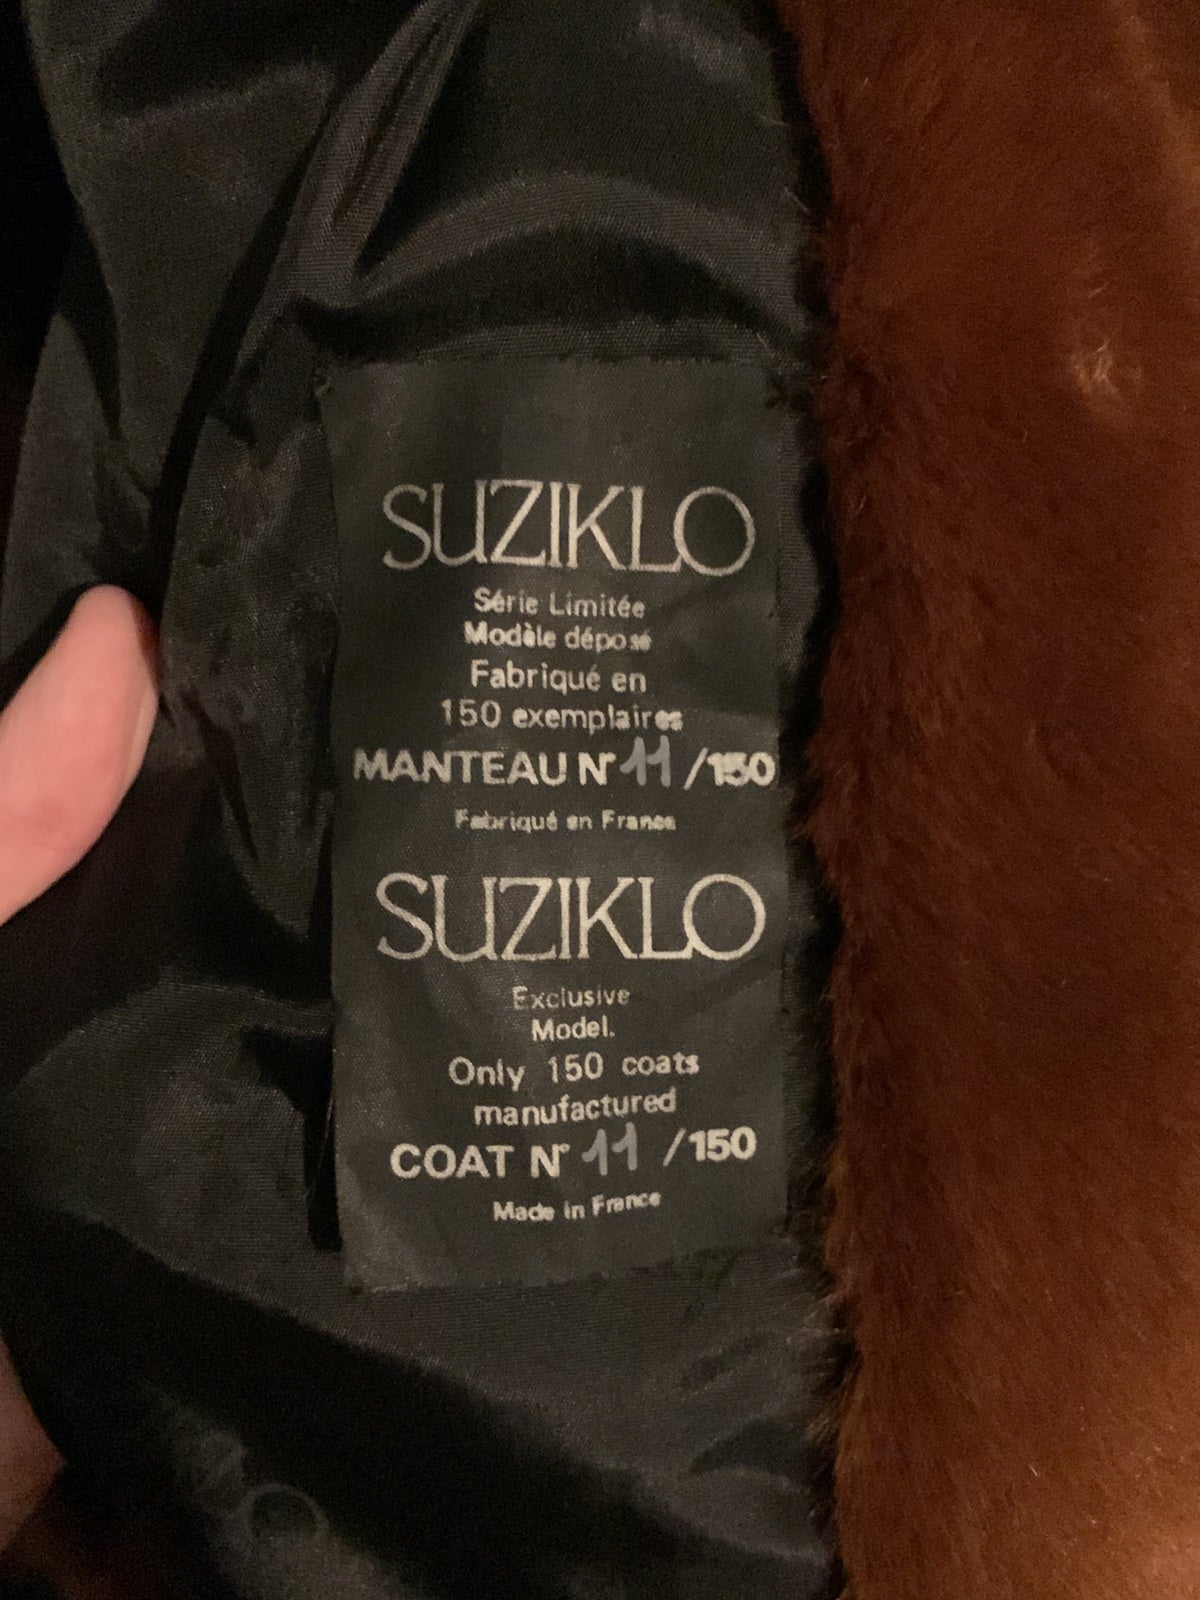 SUZIKLO
Série Limitée
Modèle déposé
Fabriqué en
150 exemplaires
MANTEAU N° 11 /150
Fabriqué en France
SUZIKLO
Exclusive
Model.
Only 150 coats
manufactured
COAT N° 11 /150
Made in France